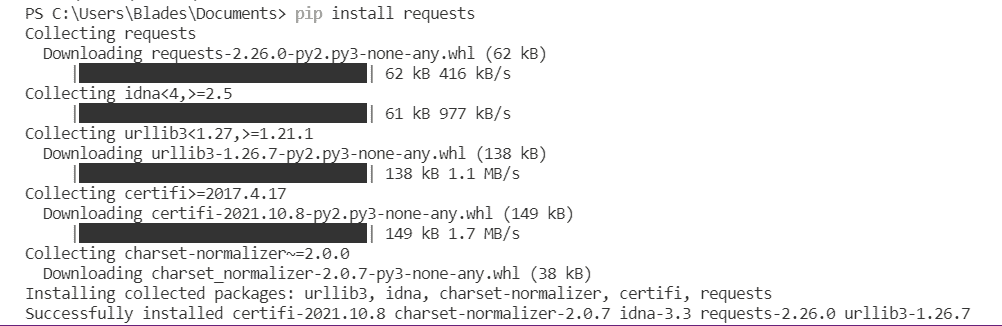 PS C:\Users\Blades\Documents> pip install requests
Collecting requests
Downloading requests-2.26.0-py2.py3-none-any.whl (62 kB)
|████████████████████████████████| 62 kB 416 kB/s
Collecting idna<4,>=2.5
|████████████████████████████████| 61 kB 977 kB/s
Collecting urllib3<1.27,>=1.21.1
Downloading urllib3-1.26.7-py2.py3-none-any.whl (138 kB)
|████████████████████████████████| 138 kB 1.1 MB/s
Collecting certifi>=2017.4.17
Downloading certifi-2021.10.8-py2.py3-none-any.whl (149 kB)
|████████████████████████████████| 149 kB 1.7 MB/s
Collecting charset-normalizer~=2.0.0
Downloading charset_normalizer-2.0.7-py3-none-any.whl (38 kB)
Installing collected packages: urllib3, idna, charset-normalizer, certifi, requests
Successfully installed certifi-2021.10.8 charset-normalizer-2.0.7 idna-3.3 requests-2.26.0 urllib3-1.26.7